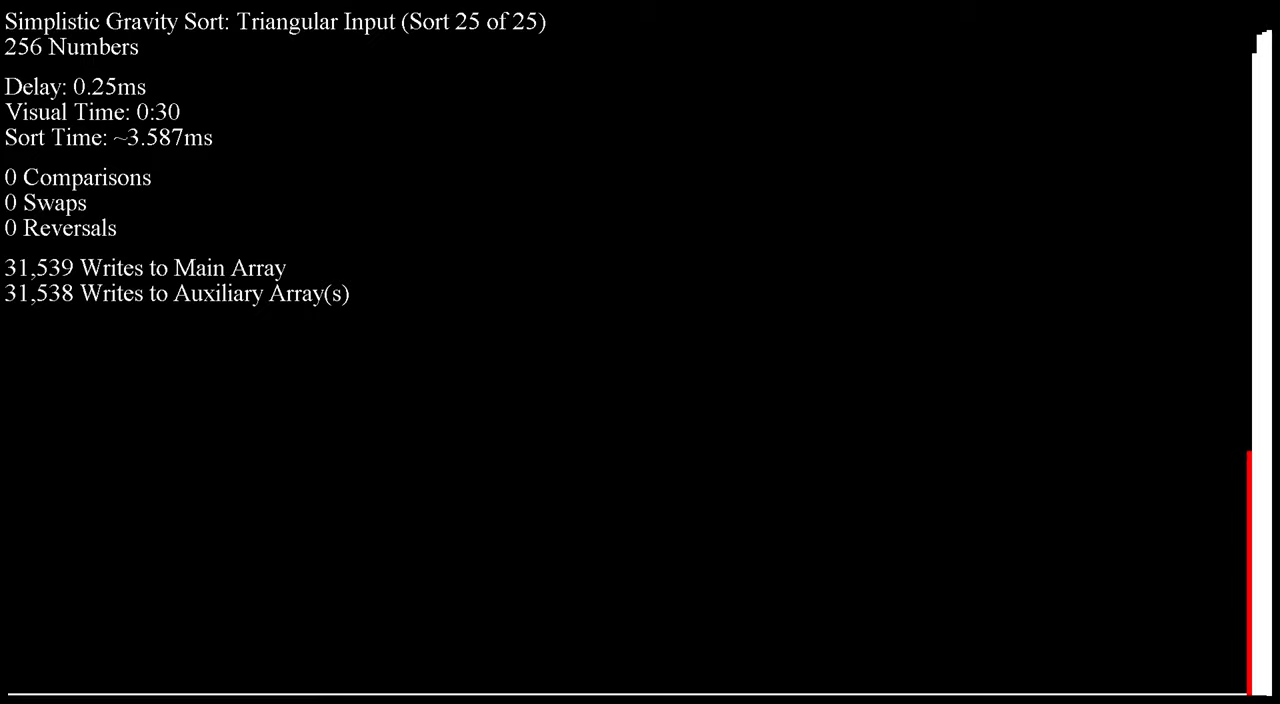 Simplistic Gravity Sort: Triangular Input (Sort 25 of 25)
256 Numbers
Delay: 0.25ms
Visual Time: 0:30
Sort Time: ~3.587ms
0 Comparisons
0 Swaps
0 Reversals
31,539 Writes to Main Array
31,538 Writes to Auxiliary Array(s)